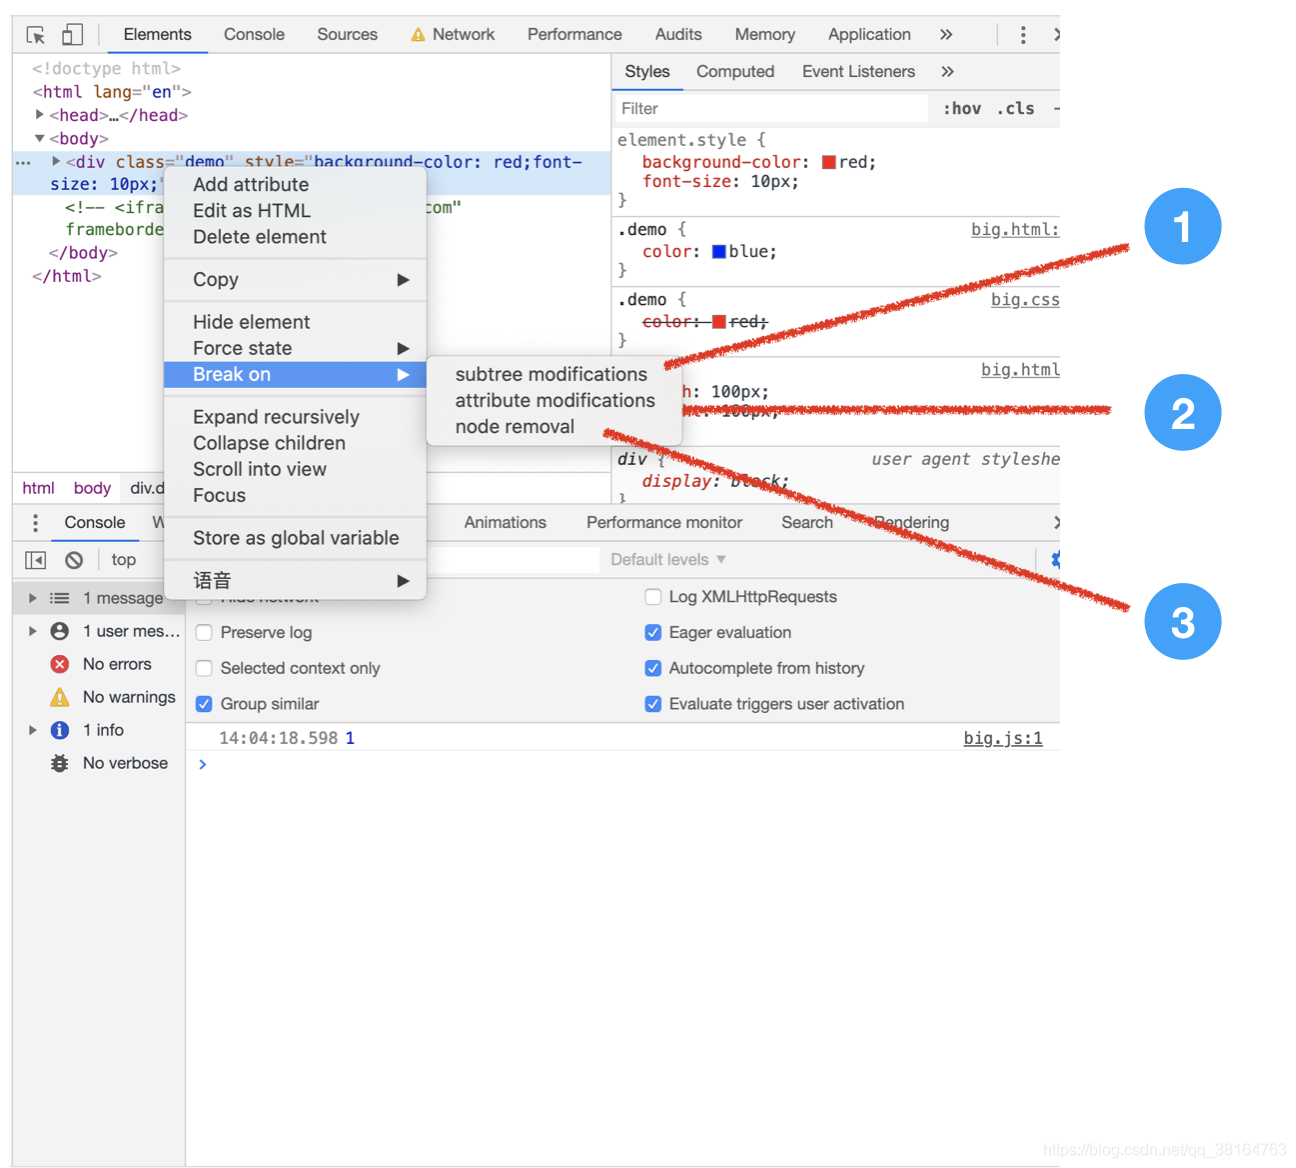 Elements Console Sources Network Performance Audits Memory Application »
<!doctype html>
<html lang="en">
<head>…</head>
<body>
<div class="demo" style="background-color: red;font-
size: 10px;
<!-- <ifra com"
frameborde
</body>
</html>
Add attribute
Edit as HTML
Delete element
Copy
Hide element
Force state
Break on
Expand recursively
Collapse children
Scroll into view
Focus
Store as global variable
语音
subtree modifications
attribute modifications
node removal
Styles Computed Event Listeners »
Filter :hov .cls
element.style {
background-color: red;
font-size: 10px;
}
.demo { big.html:
color: blue;
}
.demo { big.css
color: red;
}
big.html
h: 100px;
100px;
div { user agent styleshe
display: block;
}
1
2
3
html body div.d
Console W Animations Performance monitor Search Rendering
top Default levels ▼
1 message
1 user mes...
No errors
No warnings
1 info
No verbose
Hide network Log XMLHttpRequests
Preserve log Eager evaluation
Selected context only Autocomplete from history
Group similar Evaluate triggers user activation
14:04:18.598 1 big.js:1
>
https://blog.csdn.net/qq_38164763